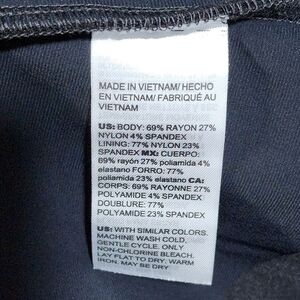 MADE IN VIETNAM/ HECHO
EN VIETNAM/ FABRIQUÉ AU
VIETNAM
US: BODY: 69% RAYON 27%
NYLON 4% SPANDEX
LINING: 77% NYLON 23%
SPANDEX MX: CUERPO:
69% rayón 27% poliamida 4%
elastano FORRO: 77%
poliamida 23% elastano CA:
CORPS: 69% RAYONNE 27%
POLYAMIDE 4% SPANDEX
DOUBLURE: 77%
POLYAMIDE 23% SPANDEX
US: WITH SIMILAR COLORS.
MACHINE WASH COLD,
GENTLE CYCLE. ONLY
NON-CHLORINE BLEACH.
LAY FLAT TO DRY. WARM
IRON. MAY BE DRY